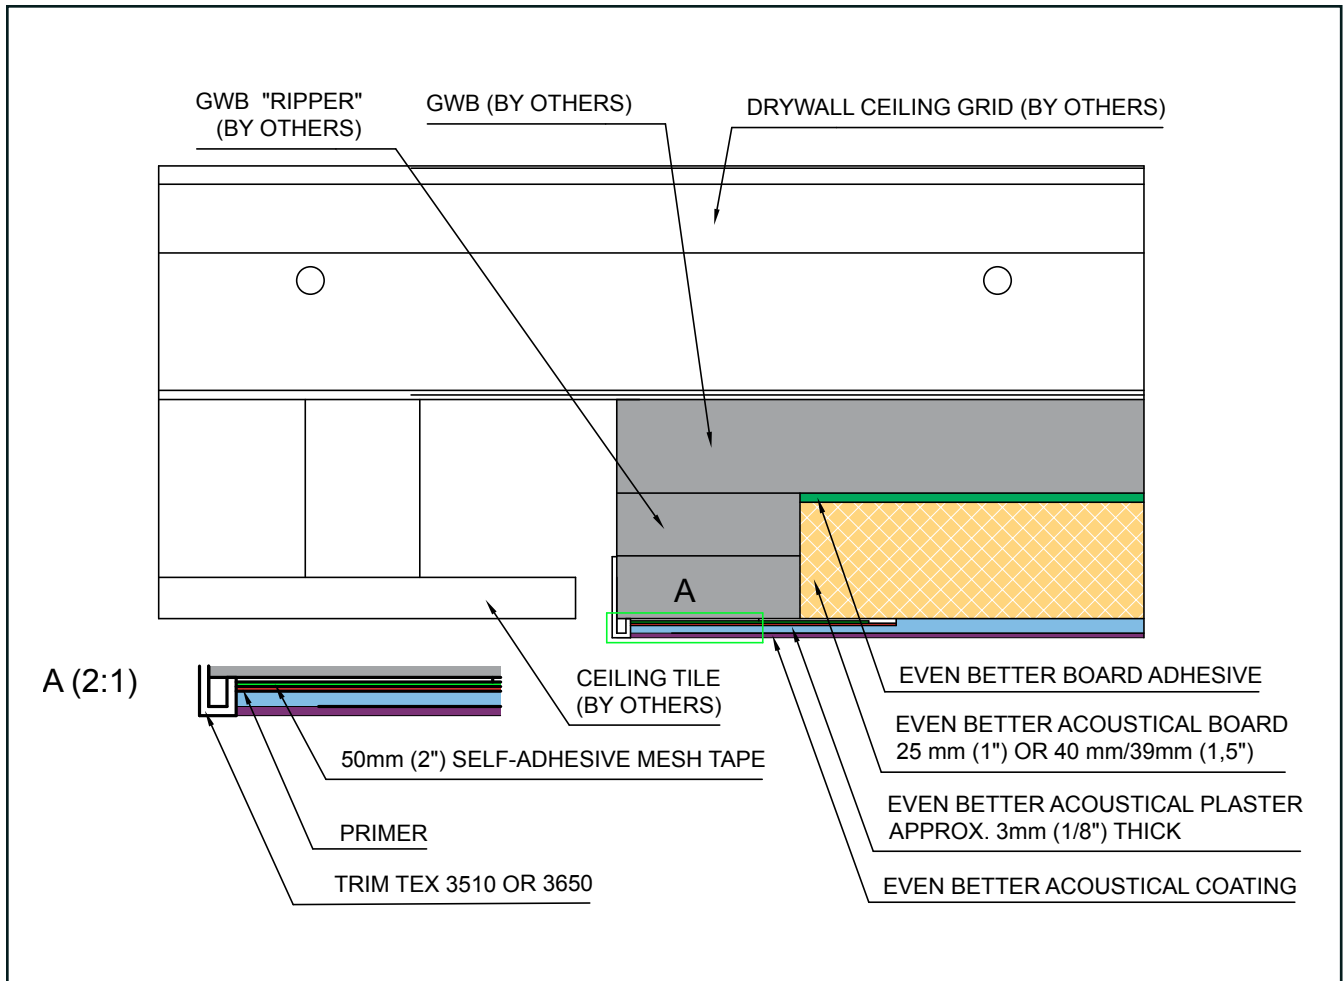 GWB "RIPPER"
(BY OTHERS)
GWB (BY OTHERS)
DRYWALL CEILING GRID (BY OTHERS)
A
A (2:1)
CEILING TILE
(BY OTHERS)
50mm (2") SELF-ADHESIVE MESH TAPE
PRIMER
TRIM TEX 3510 OR 3650
EVEN BETTER BOARD ADHESIVE
EVEN BETTER ACOUSTICAL BOARD
25 mm (1") OR 40 mm/39mm (1,5")
EVEN BETTER ACOUSTICAL PLASTER
APPROX. 3mm (1/8") THICK
EVEN BETTER ACOUSTICAL COATING